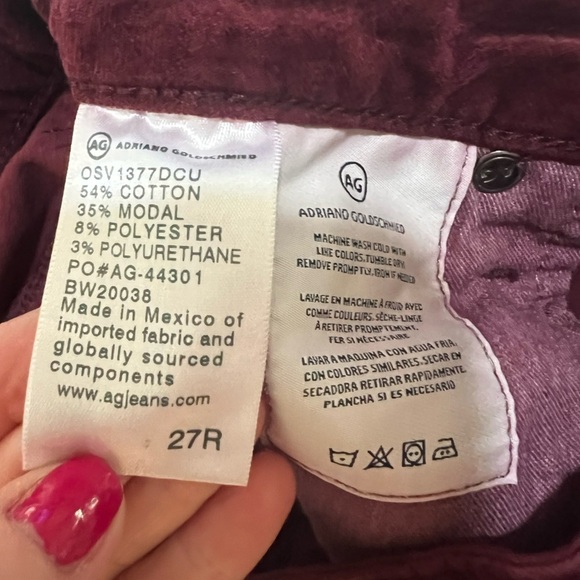 AG ADRIANO GOLDSCHMIED
OSV1377DCU
54% COTTON
35% MODAL
8% POLYESTER
3% POLYURETHANE
PO#AG-44301
BW20038
Made in Mexico of
imported fabric and
globally sourced
components
www.agjeans.com
27R
AG
ADRIANO GOLDSCHMIED
MACHINE WASH COLD WITH
LIKE COLORS. TUMBLE DRY.
REMOVE PROMPTLY. IRON IF NEEDED
LAVAGE EN MACHINE À FROID AVEC
COMME COULEURS. SÈCHE-LINGE
À RETIRER PROMPTEMENT.
FER SI NÉCESSAIRE
LAVAR A MAQUINA CON AGUA FRIA.
CON COLORES SIMILARES. SECAR EN
SECADORA RETIRAR RAPIDAMENTE.
PLANCHA SI ES NECESARIO